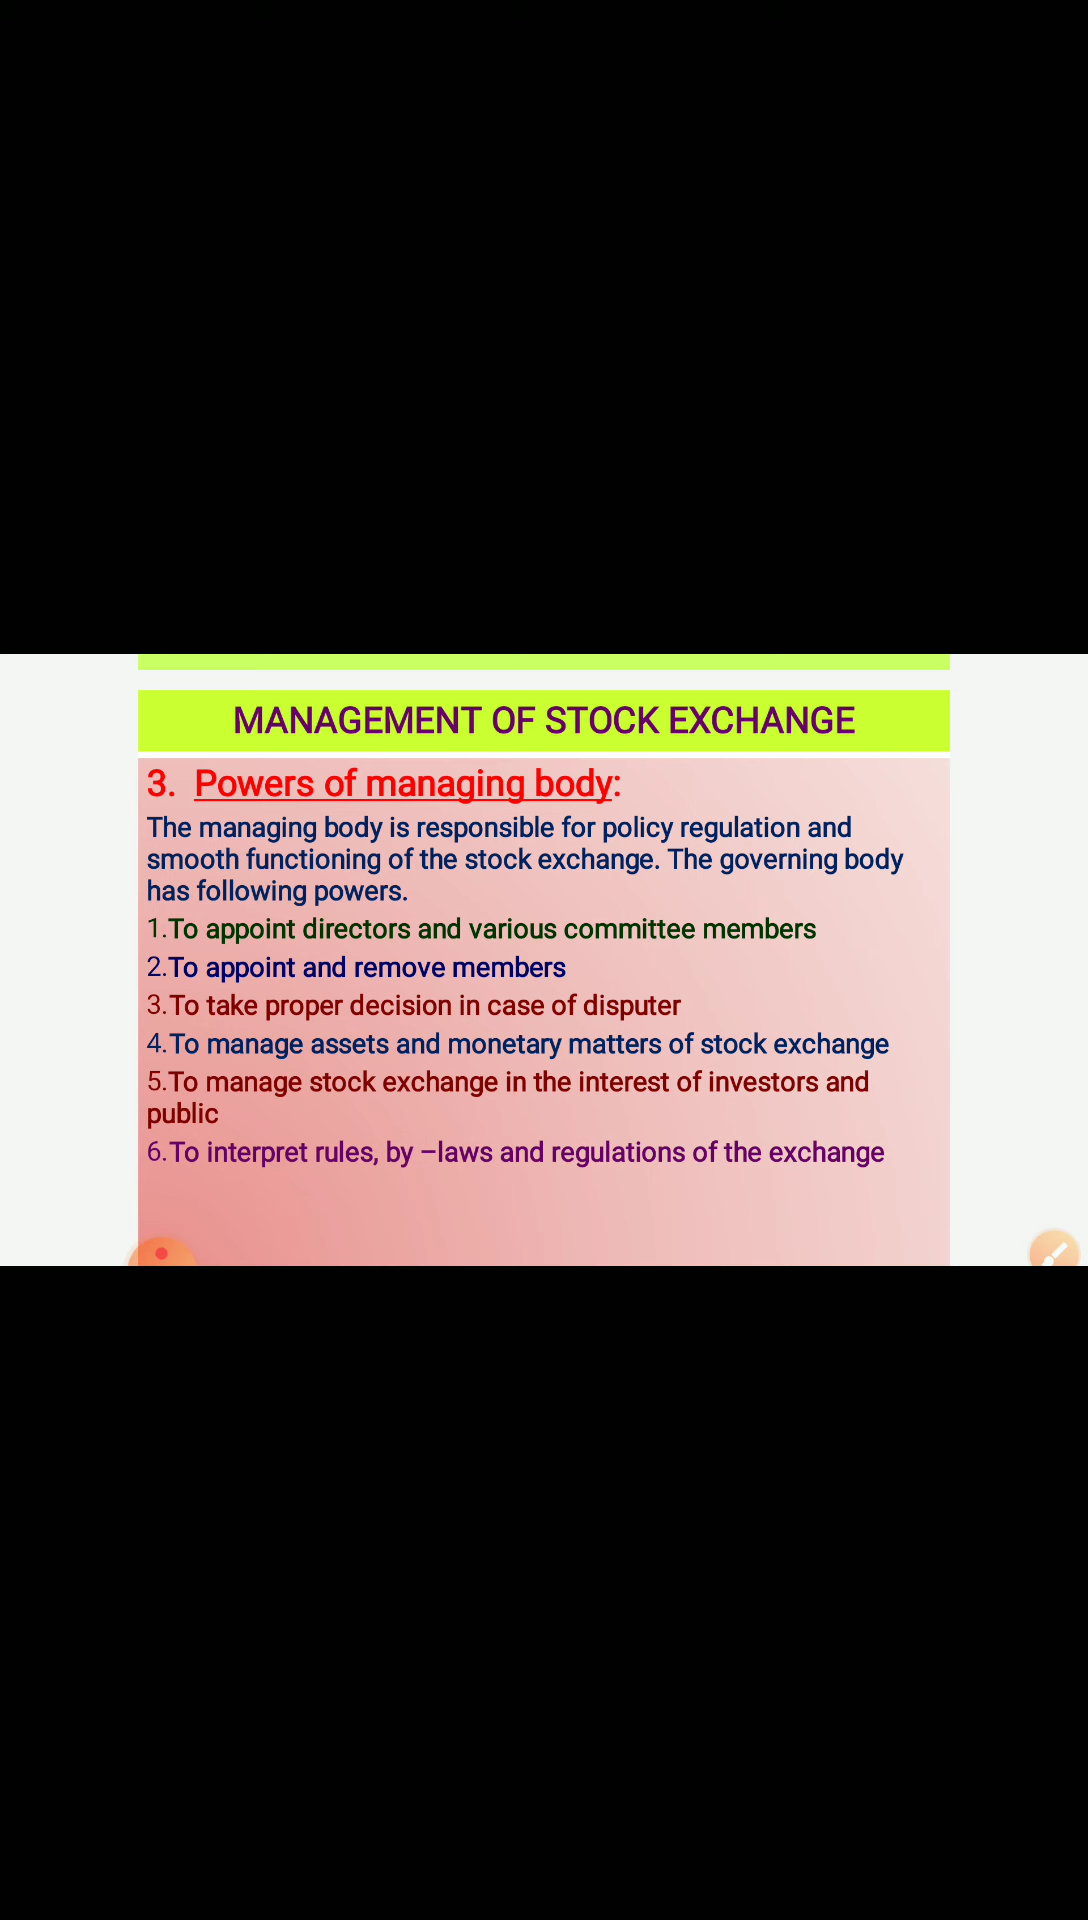 MANAGEMENT OF STOCK EXCHANGE
3. Powers of managing body:
The managing body is responsible for policy regulation and
smooth functioning of the stock exchange. The governing body
has following powers.
1.To appoint directors and various committee members
2.To appoint and remove members
3.To take proper decision in case of disputer
4.To manage assets and monetary matters of stock exchange
5.To manage stock exchange in the interest of investors and
public
6.To interpret rules, by –laws and regulations of the exchange